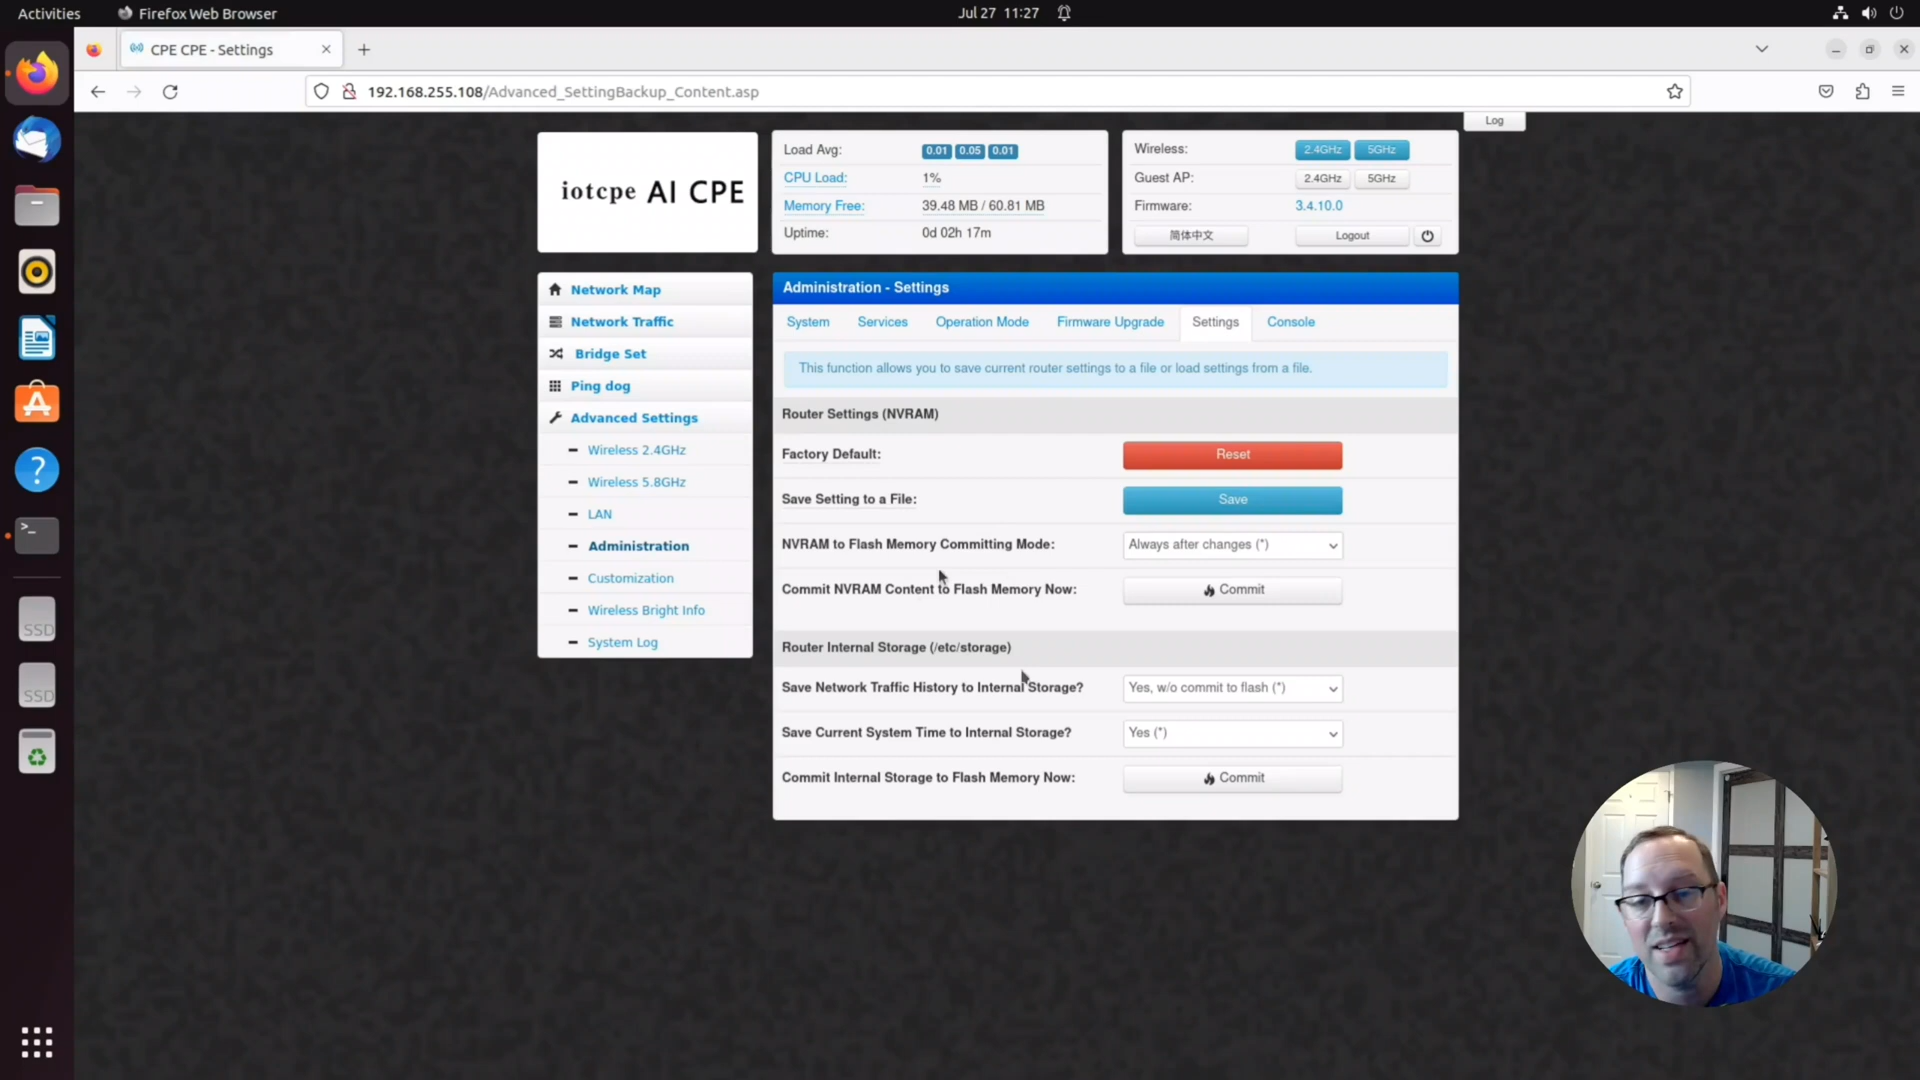 Activities
Firefox Web Browser
Jul 27 11:27
CPE CPE - Settings
192.168.255.108/Advanced_SettingBackup_Content.asp
Log
iotcpe AI CPE
Load Avg: 0.01 0.05 0.01
CPU Load: 1%
Memory Free: 39.48 MB / 60.81 MB
Uptime: 0d 02h 17m
Wireless: 2.4GHz 5GHz
Guest AP: 2.4GHz 5GHz
Firmware: 3.4.10.0
简体中文 Logout
Network Map
Network Traffic
Bridge Set
Ping dog
Advanced Settings
Wireless 2.4GHz
Wireless 5.8GHz
LAN
Administration
Customization
Wireless Bright Info
System Log
Administration - Settings
System Services Operation Mode Firmware Upgrade Settings Console
This function allows you to save current router settings to a file or load settings from a file.
Router Settings (NVRAM)
Factory Default: Reset
Save Setting to a File: Save
NVRAM to Flash Memory Committing Mode: Always after changes (*)
Commit NVRAM Content to Flash Memory Now: Commit
Router Internal Storage (/etc/storage)
Save Network Traffic History to Internal Storage? Yes, w/o commit to flash (*)
Save Current System Time to Internal Storage? Yes (*)
Commit Internal Storage to Flash Memory Now: Commit
SSD
SSD